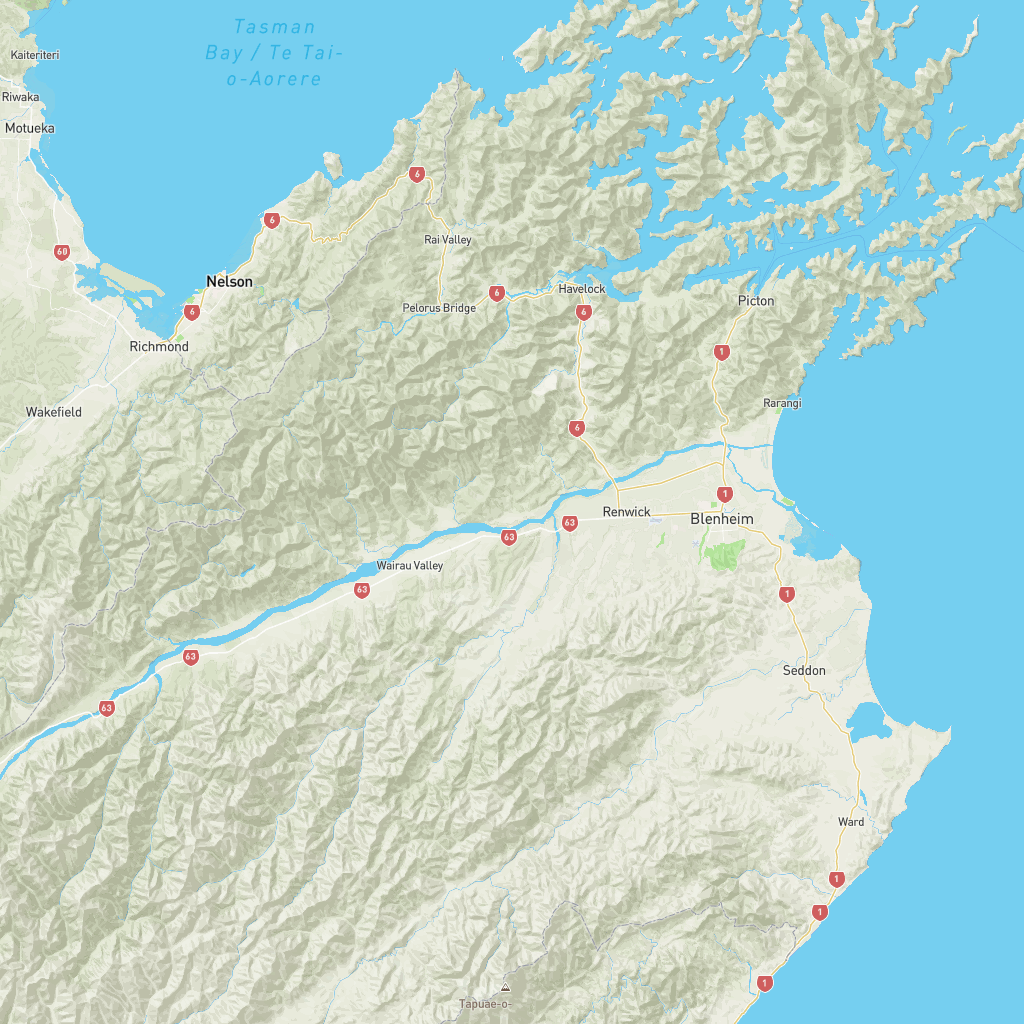 Tasman
Bay / Te Tai-
o-Aorere
Kaiteriteri
Riwaka
Motueka
6
6
Rai Valley
60
Nelson
Havelock
6
Picton
Pelorus Bridge
6
6
Richmond
1
Rarangi
Wakefield
6
1
Renwick
Blenheim
63
63
Wairau Valley
63
1
63
Seddon
63
Ward
1
1
1
Tapuae-o-